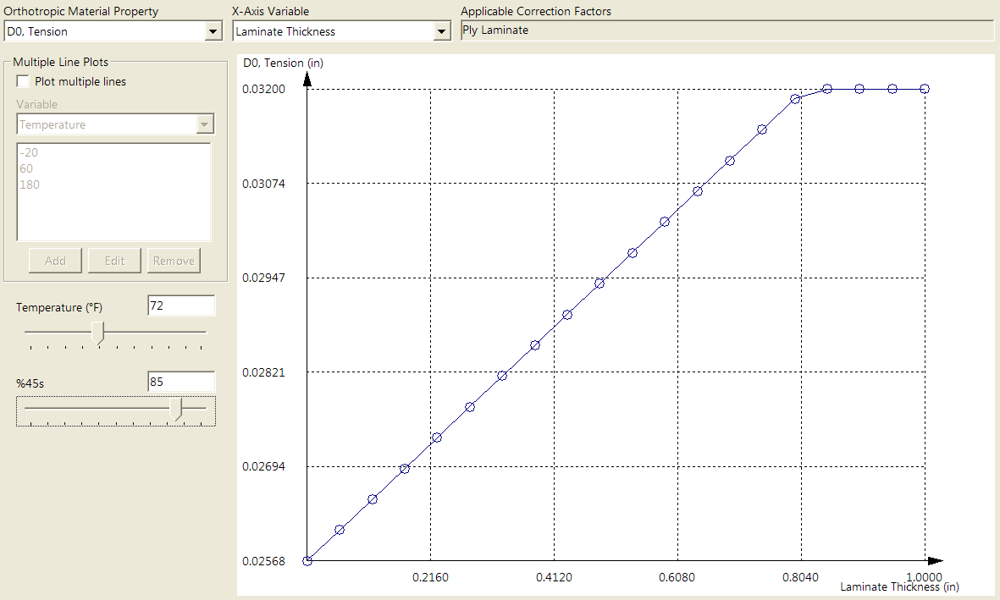 Orthotropic Material Property
D0, Tension
X-Axis Variable
Laminate Thickness
Applicable Correction Factors
Ply Laminate
Multiple Line Plots
Plot multiple lines
Variable
Temperature
-20
60
180
Add
Edit
Remove
Temperature (°F)
72
%45s
85
D0, Tension (in)
0.03200
0.03074
0.02947
0.02821
0.02694
0.02568
0.2160
0.4120
0.6080
0.8040
1.0000
Laminate Thickness (in)